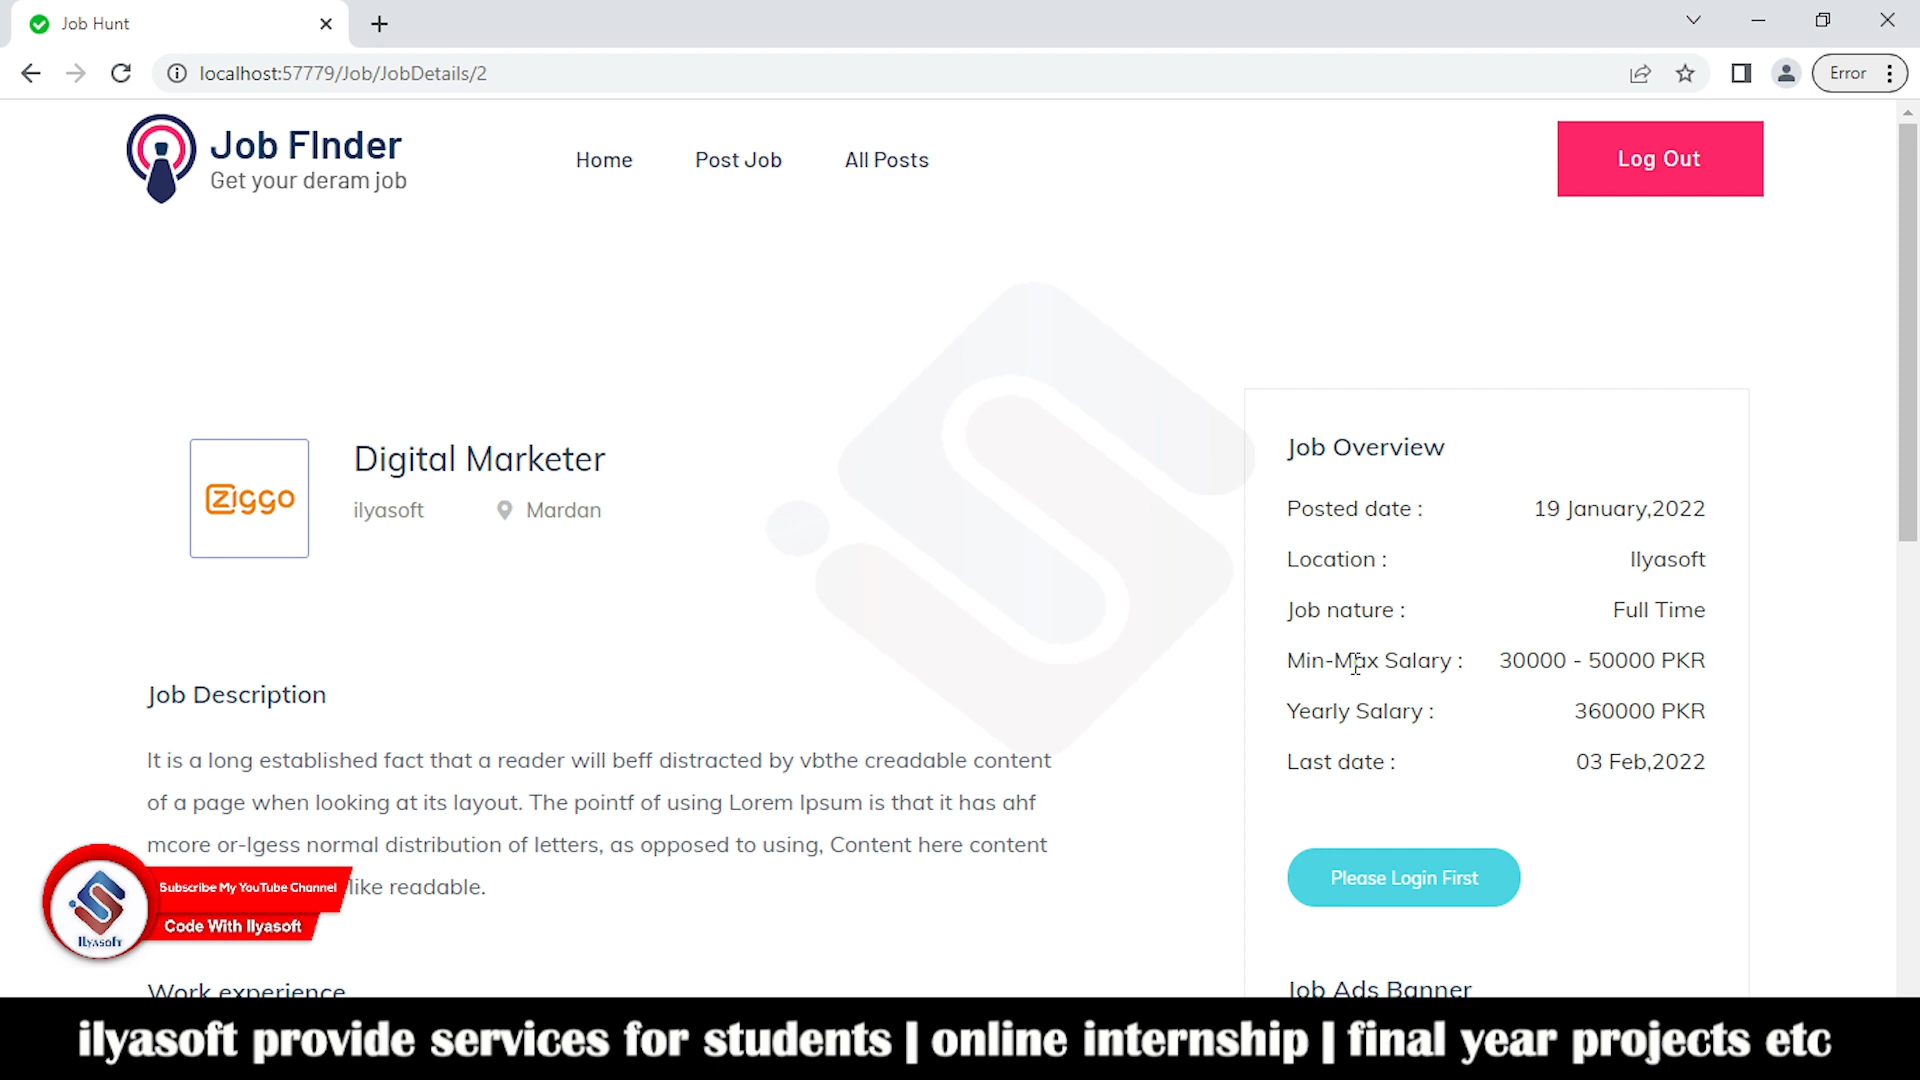 Job Hunt
localhost:57779/Job/JobDetails/2
Error
Job FInder
Get your deram job
Home
Post Job
All Posts
Log Out
ziggo
Digital Marketer
ilyasoft
Mardan
Job Overview
Posted date : 19 January,2022
Location : Ilyasoft
Job nature : Full Time
Min-Max Salary : 30000 - 50000 PKR
Yearly Salary : 360000 PKR
Last date : 03 Feb,2022
Please Login First
Job Ads Banner
Job Description
It is a long established fact that a reader will beff distracted by vbthe creadable content
of a page when looking at its layout. The pointf of using Lorem Ipsum is that it has ahf
mcore or-lgess normal distribution of letters, as opposed to using, Content here content
like readable.
Work experience
Ilyasoft
Subscribe My YouTube Channel
Code With Ilyasoft
ilyasoft provide services for students | online internship | final year projects etc